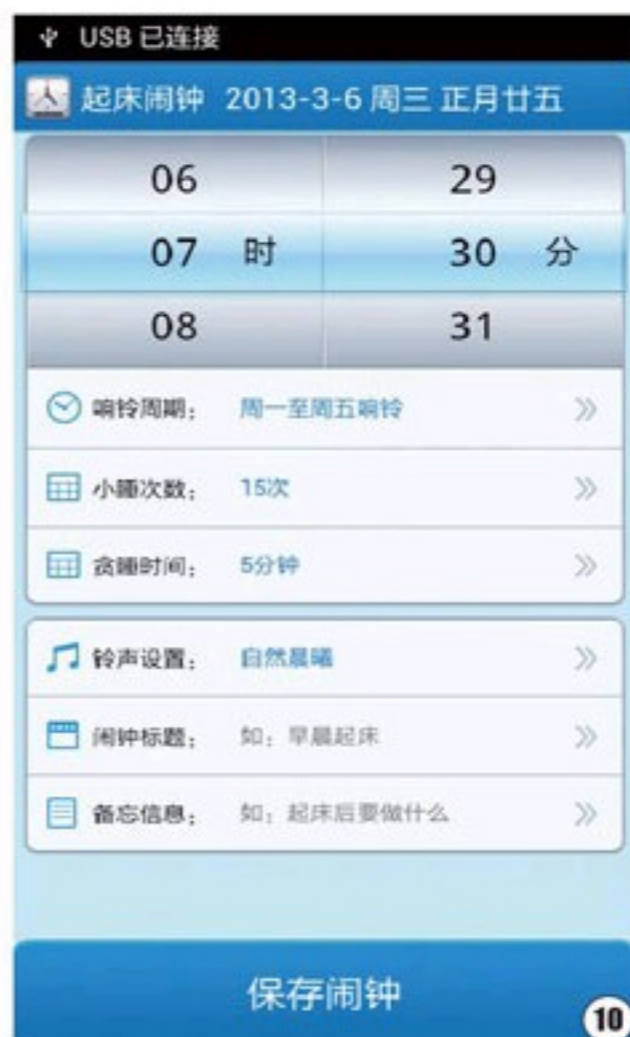 USB 已连接
起床闹钟 2013-3-6 周三 正月廿五
06 29
07 时 30 分
08 31
响铃周期： 周一至周五响铃
小睡次数： 15次
贪睡时间： 5分钟
铃声设置： 自然晨曦
闹钟标题： 如：早晨起床
备忘信息： 如：起床后要做什么
保存闹钟
10